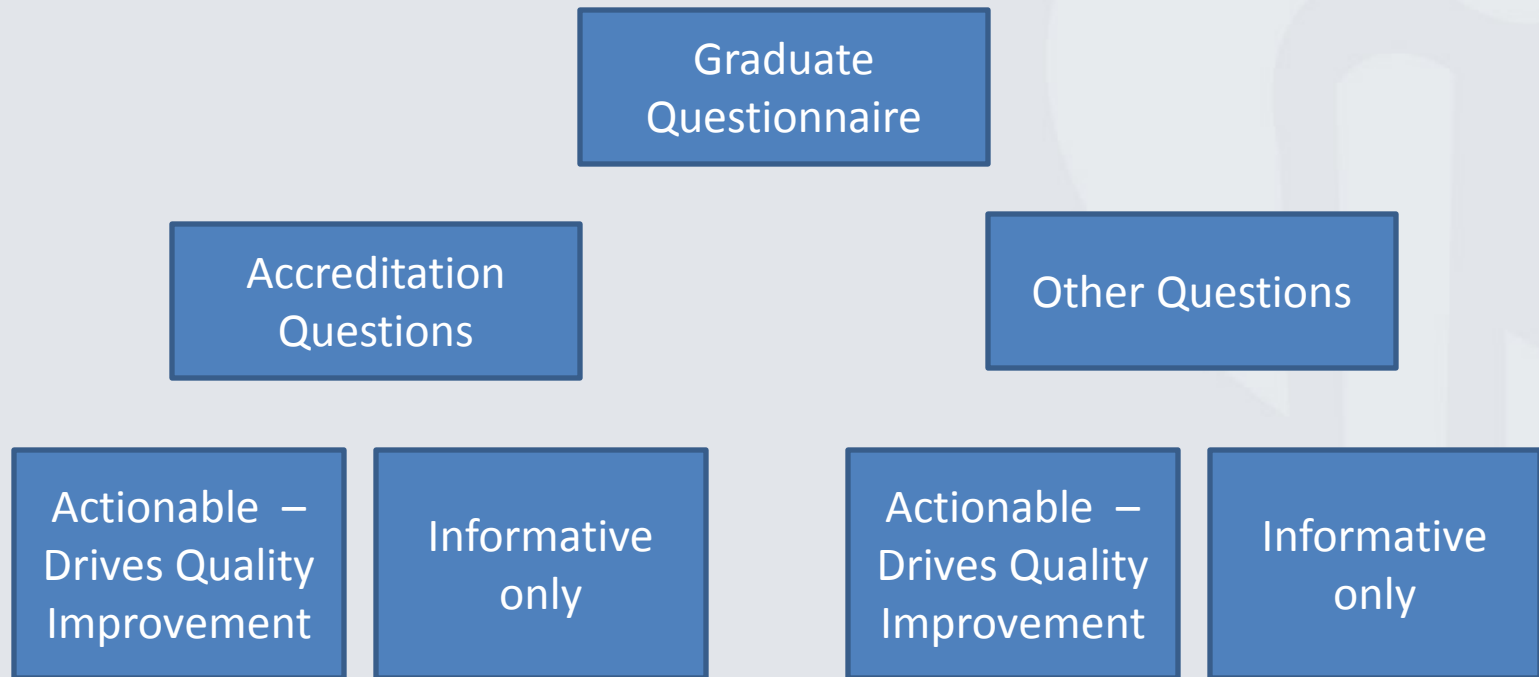 Graduate
Questionnaire
Accreditation
Questions
Other Questions
Actionable –
Drives Quality
Improvement
Informative
only
Actionable –
Drives Quality
Improvement
Informative
only